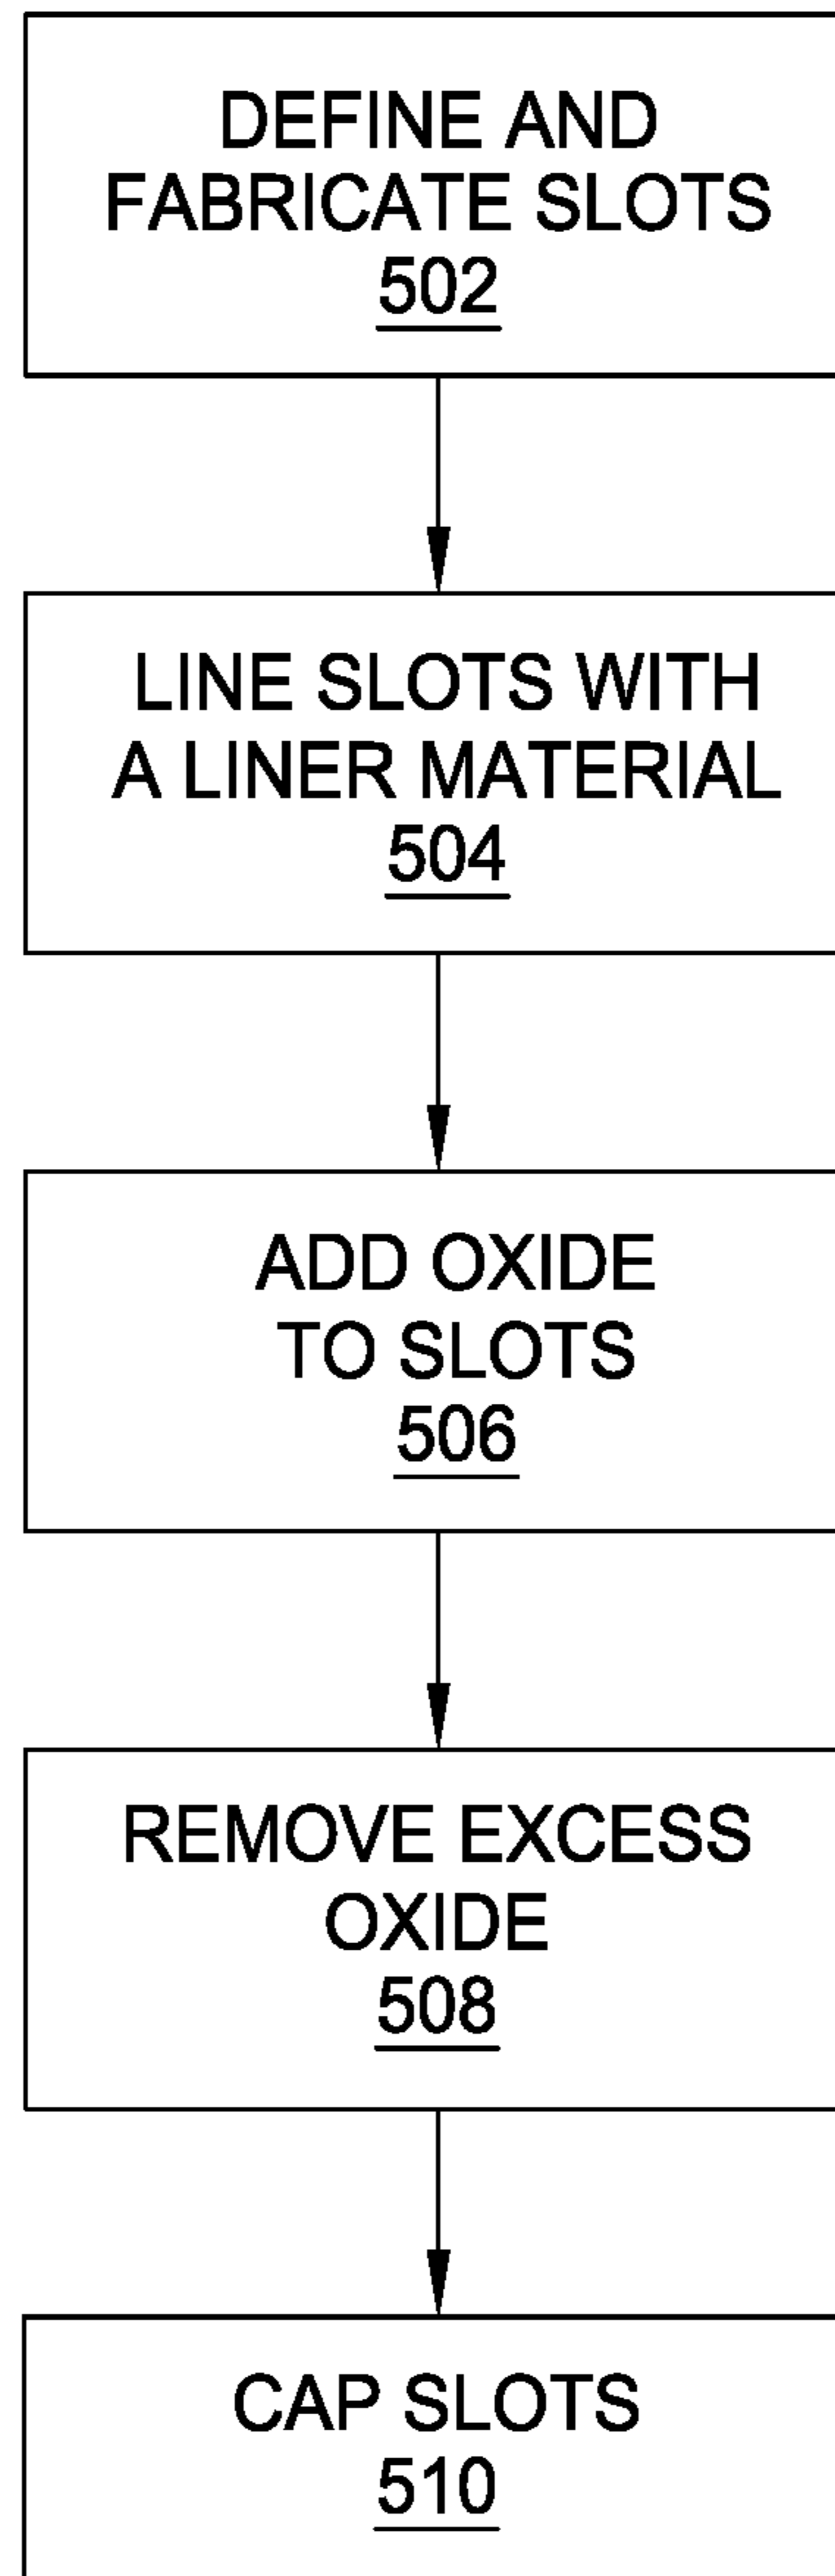 DEFINE AND
FABRICATE SLOTS
502
LINE SLOTS WITH
A LINER MATERIAL
504
ADD OXIDE
TO SLOTS
506
REMOVE EXCESS
OXIDE
508
CAP SLOTS
510